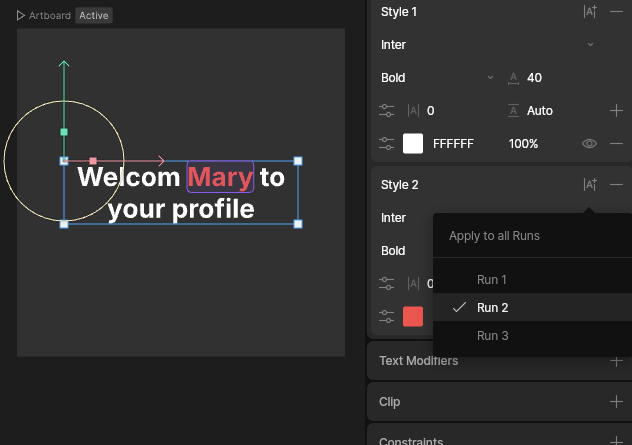 Artboard Active
Welcom Mary to
your profile
Style 1
Inter
Bold
A 40
A 0
A Auto
FFFFFF 100%
Style 2
Inter
Bold
A 0
Apply to all Runs
Run 1
Run 2
Run 3
Text Modifiers
Clip
Constraints